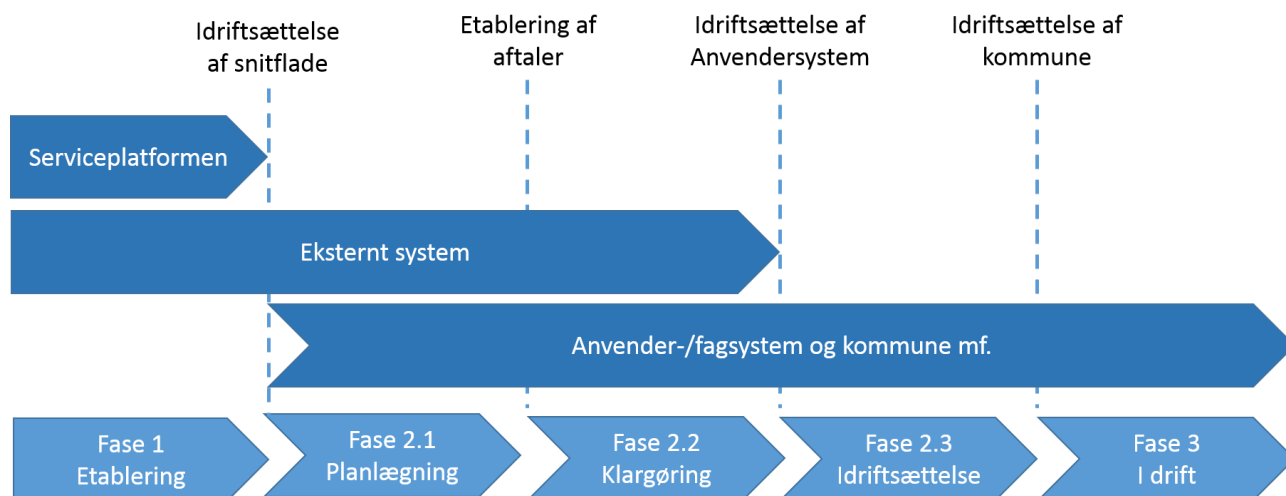 Idriftsættelse
af snitflade
Etablering af
aftaler
Idriftsættelse af
Anvendersystem
Idriftsættelse af
kommune
Serviceplatformen
Eksternt system
Anvender-/fagsystem og kommune mf.
Fase 1
Etablering
Fase 2.1
Planlægning
Fase 2.2
Klargøring
Fase 2.3
Idriftsættelse
Fase 3
I drift